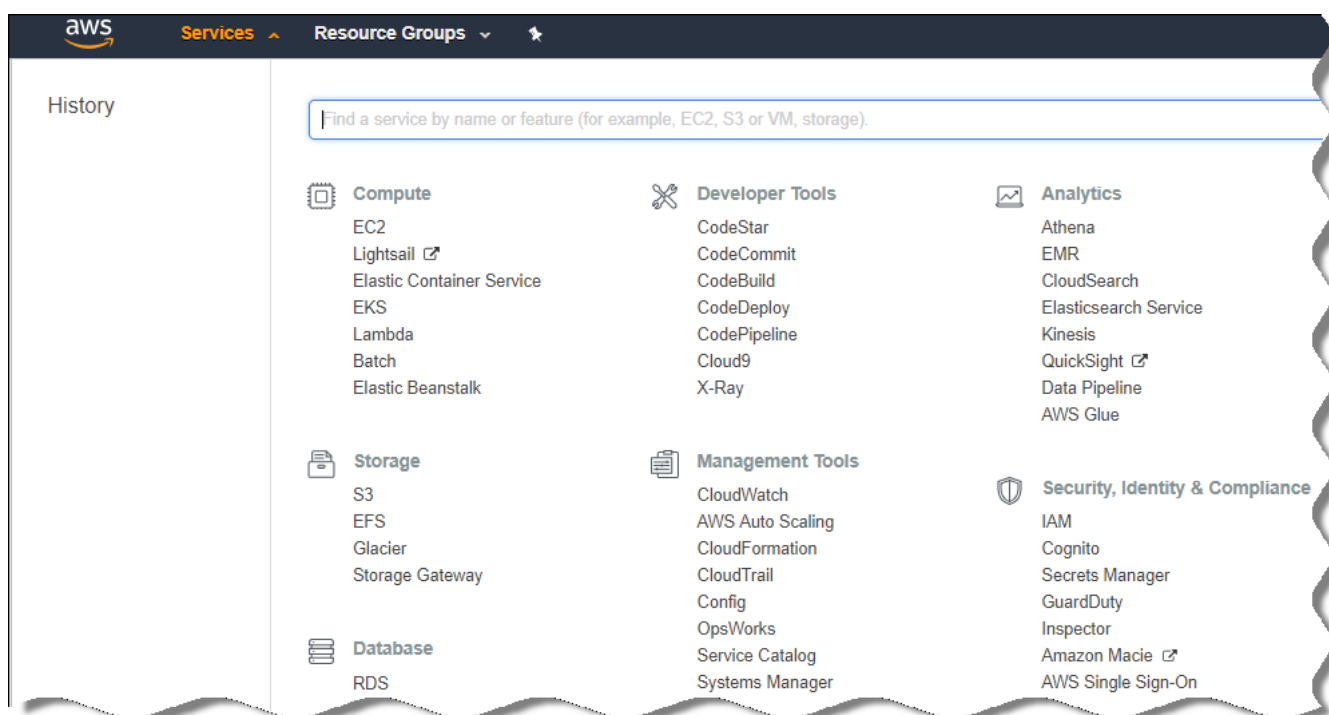 aws Services Resource Groups
History
Find a service by name or feature (for example, EC2, S3 or VM, storage).
Compute
EC2
Lightsail
Elastic Container Service
EKS
Lambda
Batch
Elastic Beanstalk
Storage
S3
EFS
Glacier
Storage Gateway
Database
RDS
Developer Tools
CodeStar
CodeCommit
CodeBuild
CodeDeploy
CodePipeline
Cloud9
X-Ray
Management Tools
CloudWatch
AWS Auto Scaling
CloudFormation
CloudTrail
Config
OpsWorks
Service Catalog
Systems Manager
Analytics
Athena
EMR
CloudSearch
Elasticsearch Service
Kinesis
QuickSight
Data Pipeline
AWS Glue
Security, Identity & Compliance
IAM
Cognito
Secrets Manager
GuardDuty
Inspector
Amazon Macie
AWS Single Sign-On